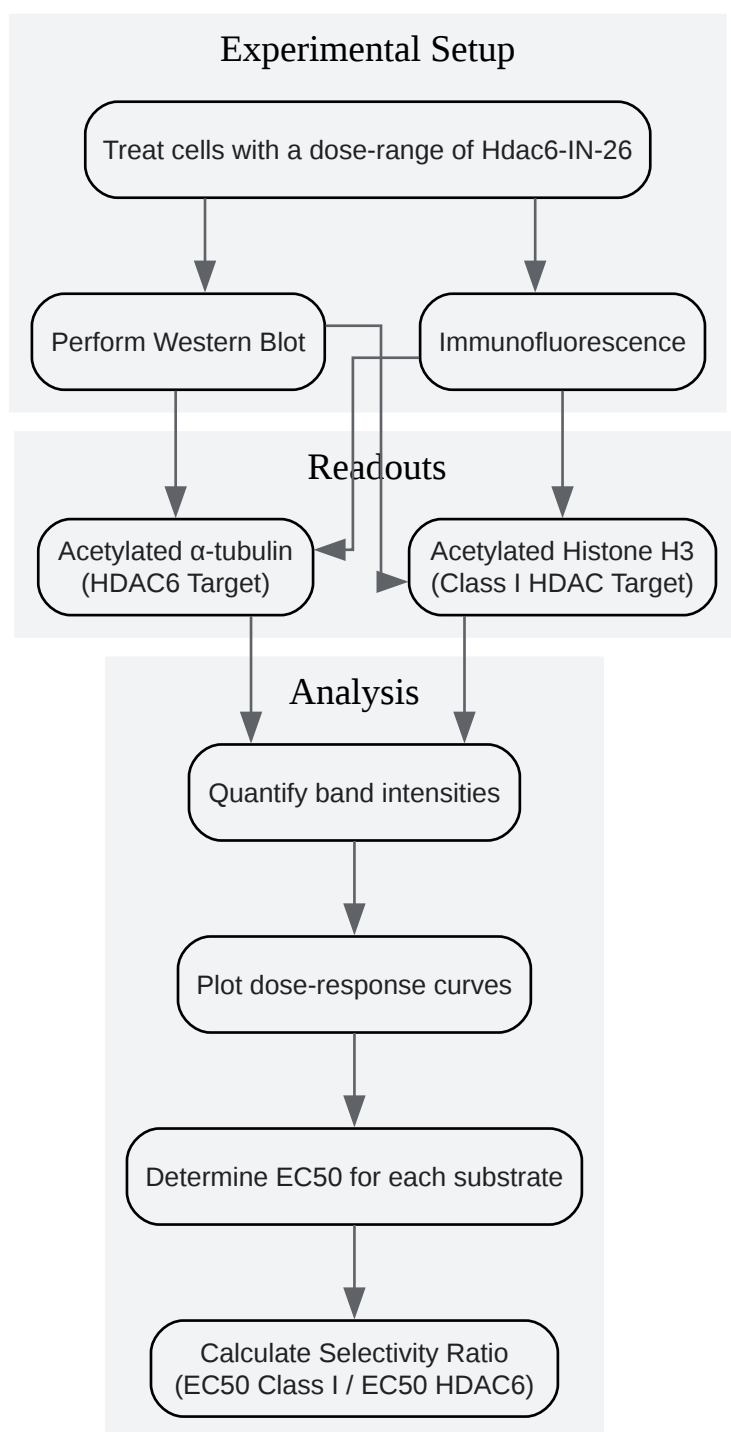 Experimental Setup
Treat cells with a dose-range of Hdac6-IN-26
Perform Western Blot
Immunofluorescence
Readouts
Acetylated α-tubulin
(HDAC6 Target)
Acetylated Histone H3
(Class I HDAC Target)
Analysis
Quantify band intensities
Plot dose-response curves
Determine EC50 for each substrate
Calculate Selectivity Ratio
(EC50 Class I / EC50 HDAC6)